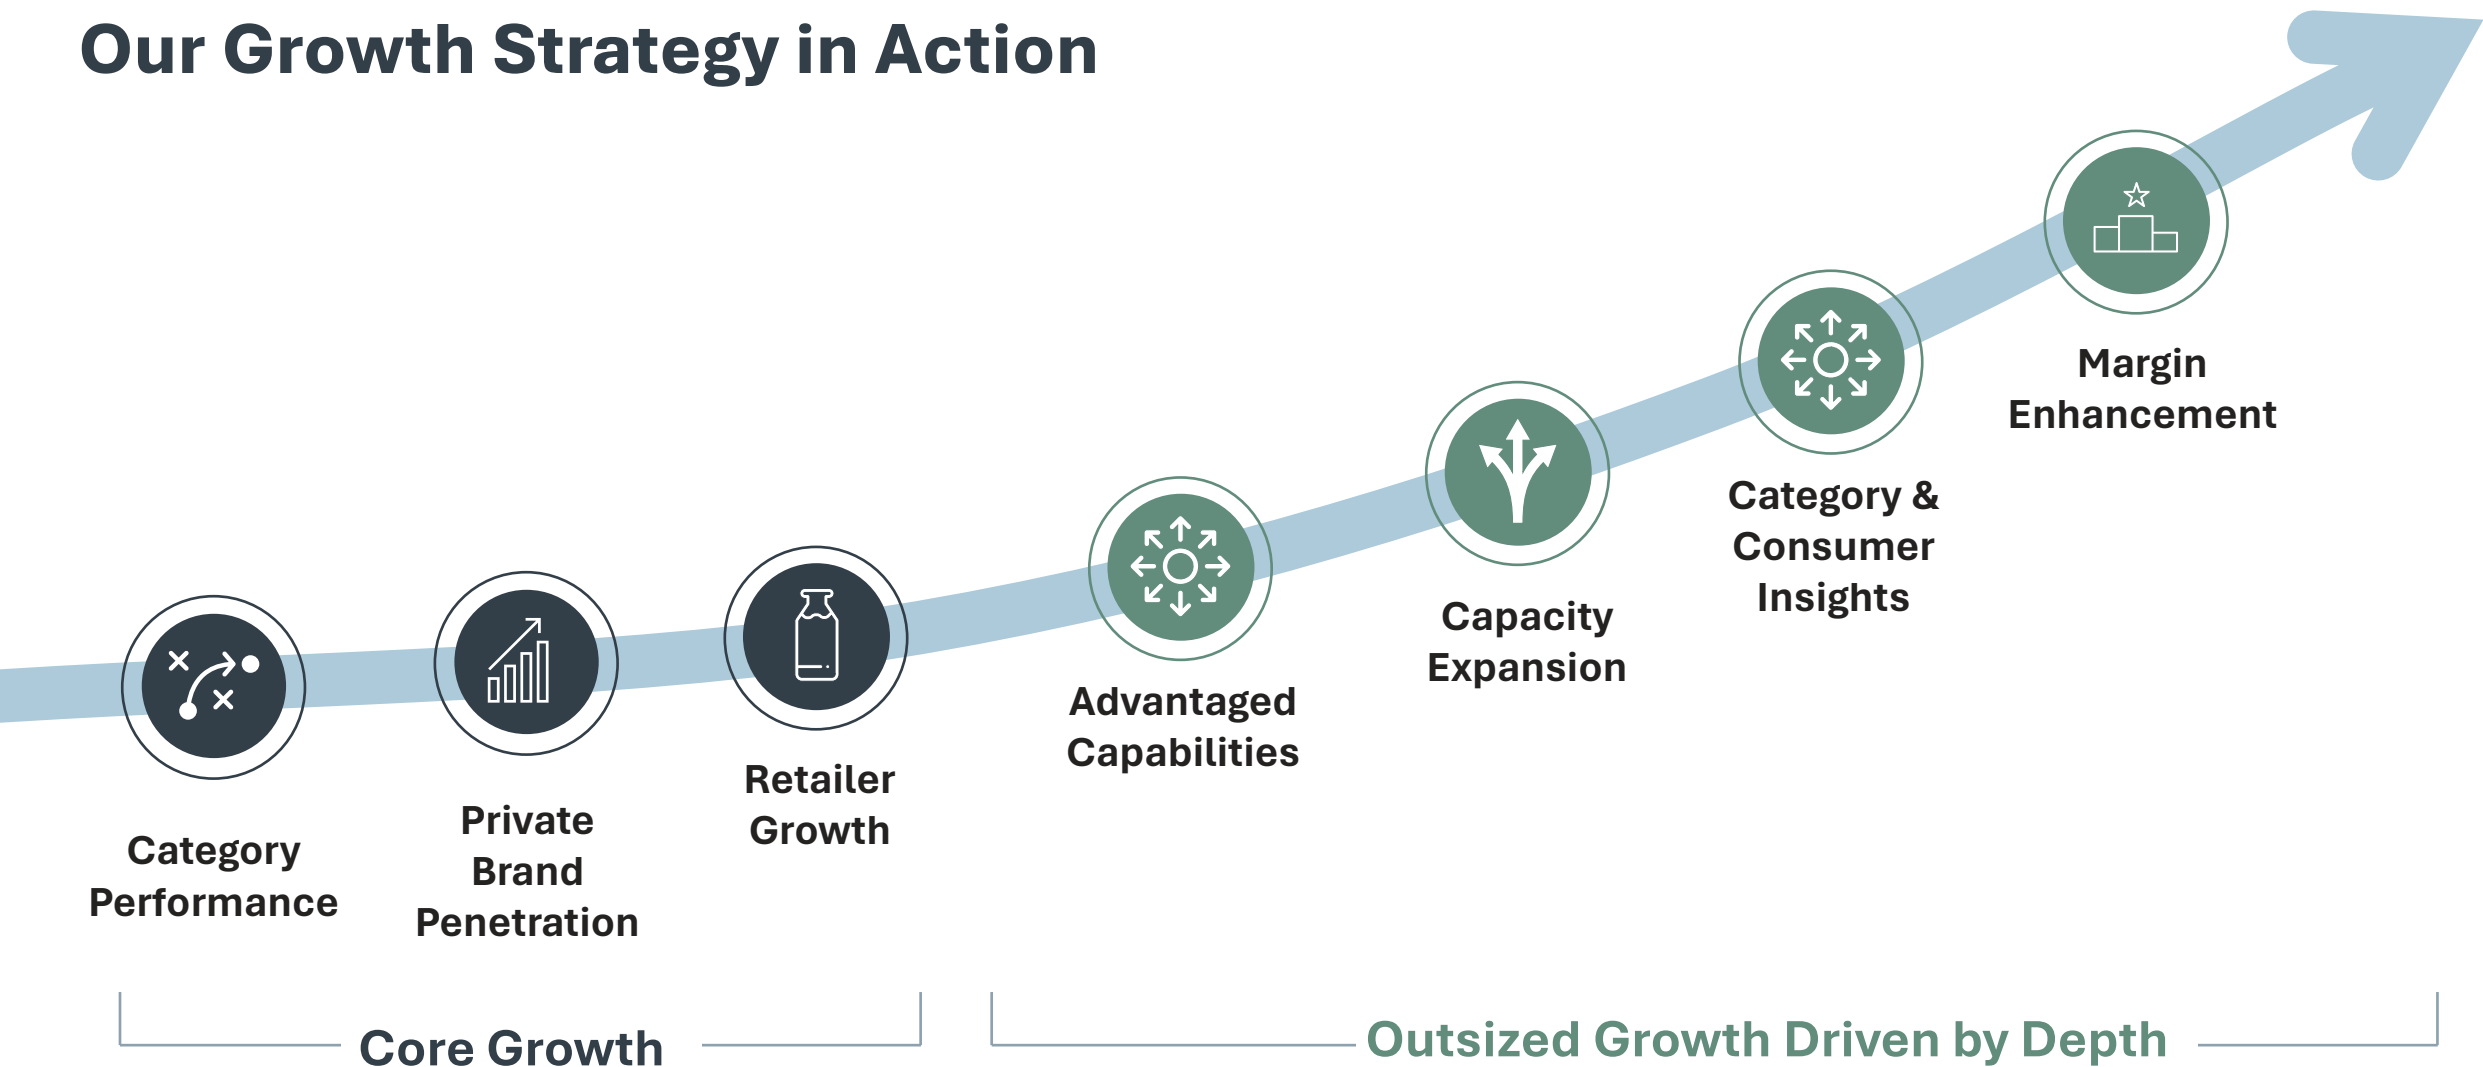 Our Growth Strategy in Action
Category
Performance
Private
Brand
Penetration
Retailer
Growth
Advantaged
Capabilities
Capacity
Expansion
Category &
Consumer
Insights
Margin
Enhancement
Core Growth
Outsized Growth Driven by Depth